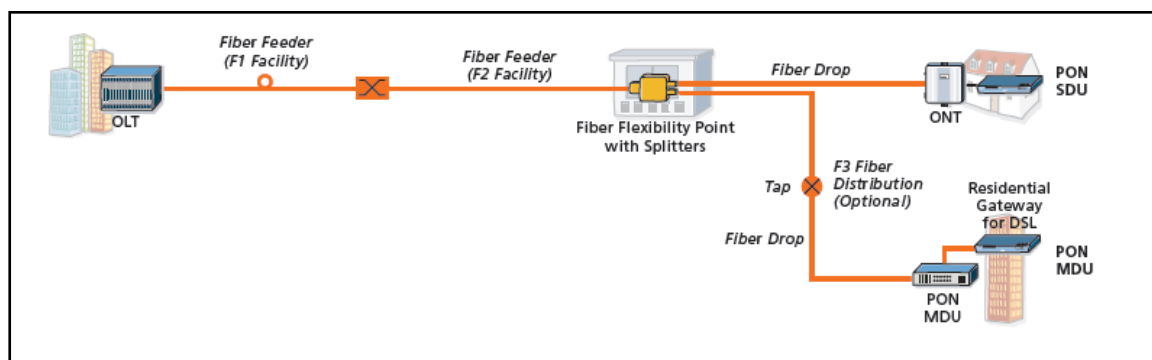 Fiber Feeder
(F1 Facility)
OLT
Fiber Feeder
(F2 Facility)
Fiber Flexibility Point
with Splitters
Fiber Drop
ONT
PON
SDU
Tap
F3 Fiber
Distribution
(Optional)
Fiber Drop
Residential
Gateway
for DSL
PON
MDU
PON
MDU